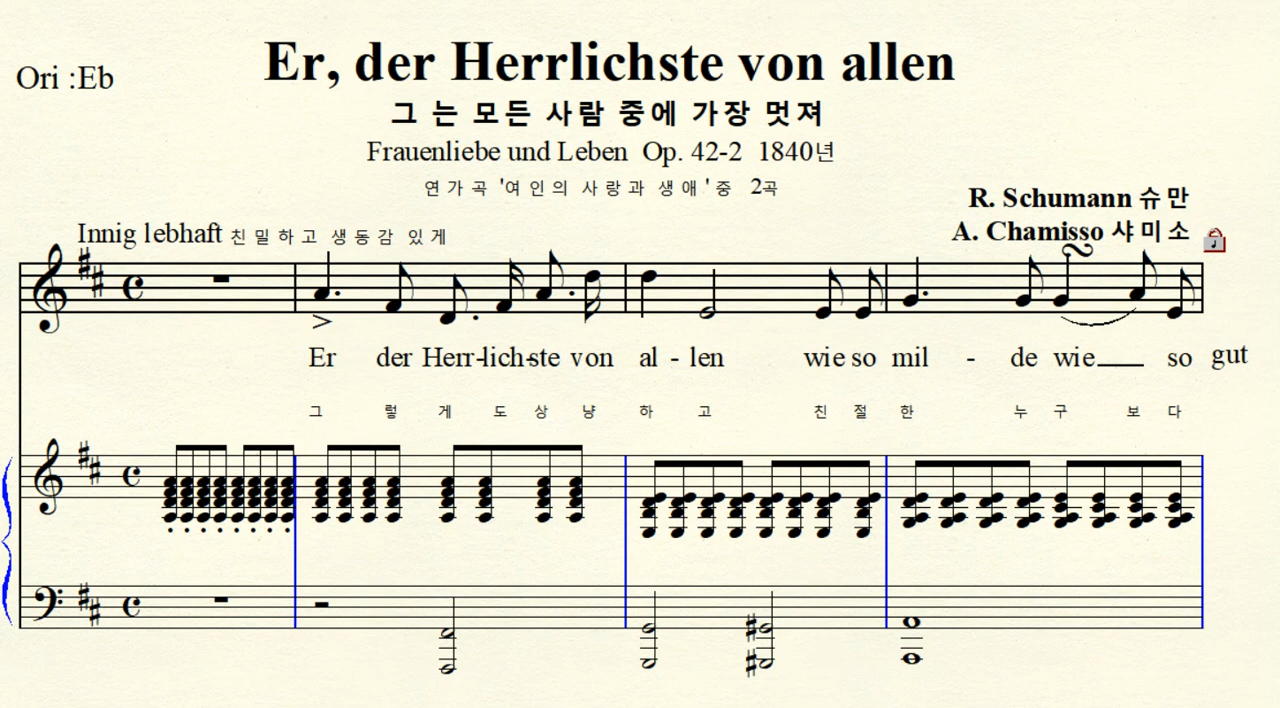 Er, der Herrlichste von allen
Ori :Eb
그는 모든 사람 중에 가장 멋져
Frauenliebe und Leben Op. 42-2 1840년
연가곡 '여인의 사랑과 생애' 중 2곡
R. Schumann 슈만
Innig lebhaft 친밀하고 생동감 있게
A. Chamisso 샤미소
Er der Herr-lich-ste von al - len wie so mil - de wie___ so gut
그 렇 게 도 상 냥 하 고 친 절 한 누 구 보 다